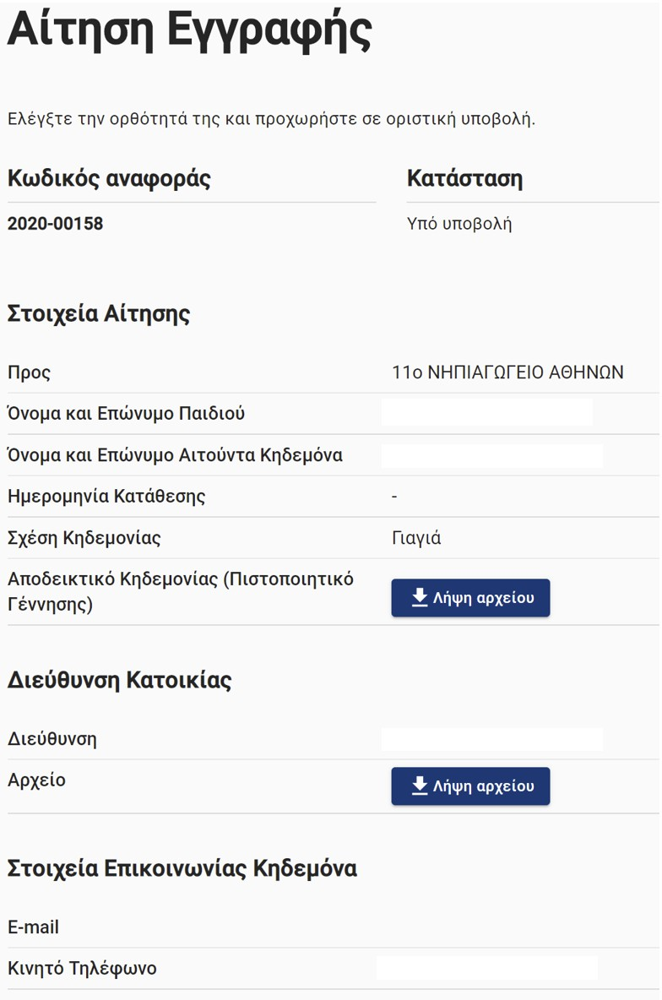 Αίτηση Εγγραφής
Ελέγξτε την ορθότητά της και προχωρήστε σε οριστική υποβολή.
Κωδικός αναφοράς Κατάσταση
2020-00158 Υπό υποβολή
Στοιχεία Αίτησης
Προς 11ο ΝΗΠΙΑΓΩΓΕΙΟ ΑΘΗΝΩΝ
Όνομα και Επώνυμο Παιδιού
Όνομα και Επώνυμο Αιτούντα Κηδεμόνα
Ημερομηνία Κατάθεσης -
Σχέση Κηδεμονίας Γιαγιά
Αποδεικτικό Κηδεμονίας (Πιστοποιητικό
Γέννησης) Λήψη αρχείου
Διεύθυνση Κατοικίας
Διεύθυνση
Αρχείο Λήψη αρχείου
Στοιχεία Επικοινωνίας Κηδεμόνα
E-mail
Κινητό Τηλέφωνο